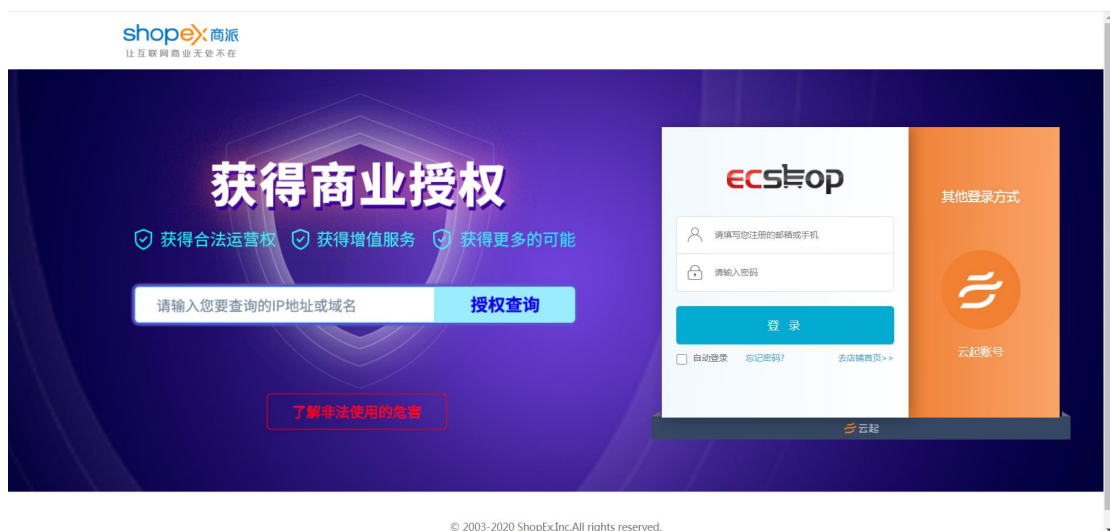 shopex 商派
让互联网商业无处不在
获得商业授权
获得合法运营权 获得增值服务 获得更多的可能
请输入您要查询的IP地址或域名 授权查询
了解非法使用的危害
ECSHOP
请填写您注册的邮箱或手机
请输入密码
登 录
自动登录 忘记密码? 去店铺首页>>
其他登录方式
云起账号
云起
© 2003-2020 ShopEx.Inc.All rights reserved.